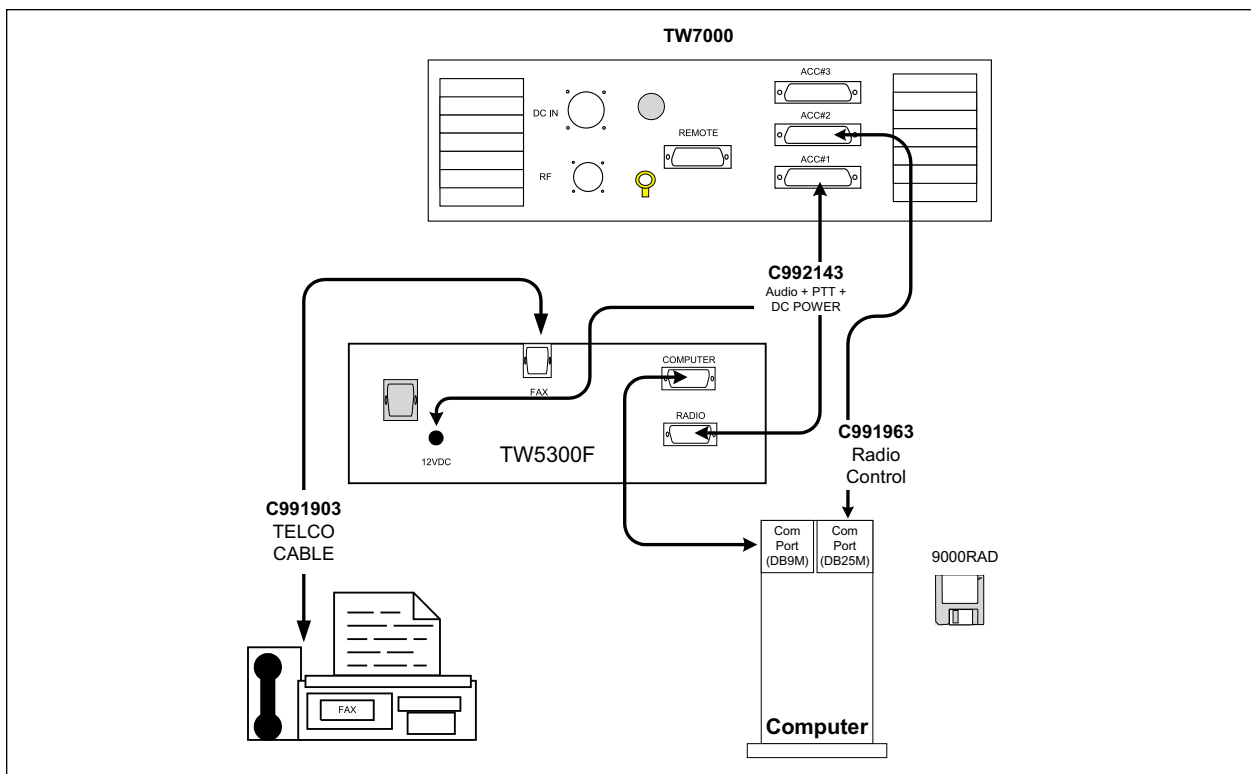 TW7000
ACC#3
DC IN
ACC#2
REMOTE
ACC#1
RF
C992143
Audio + PTT +
DC POWER
COMPUTER
FAX
RADIO
12VDC
TW5300F
C991963
Radio
Control
C991903
TELCO
CABLE
Com
Port
(DB9M)
Com
Port
(DB25M)
9000RAD
FAX
Computer